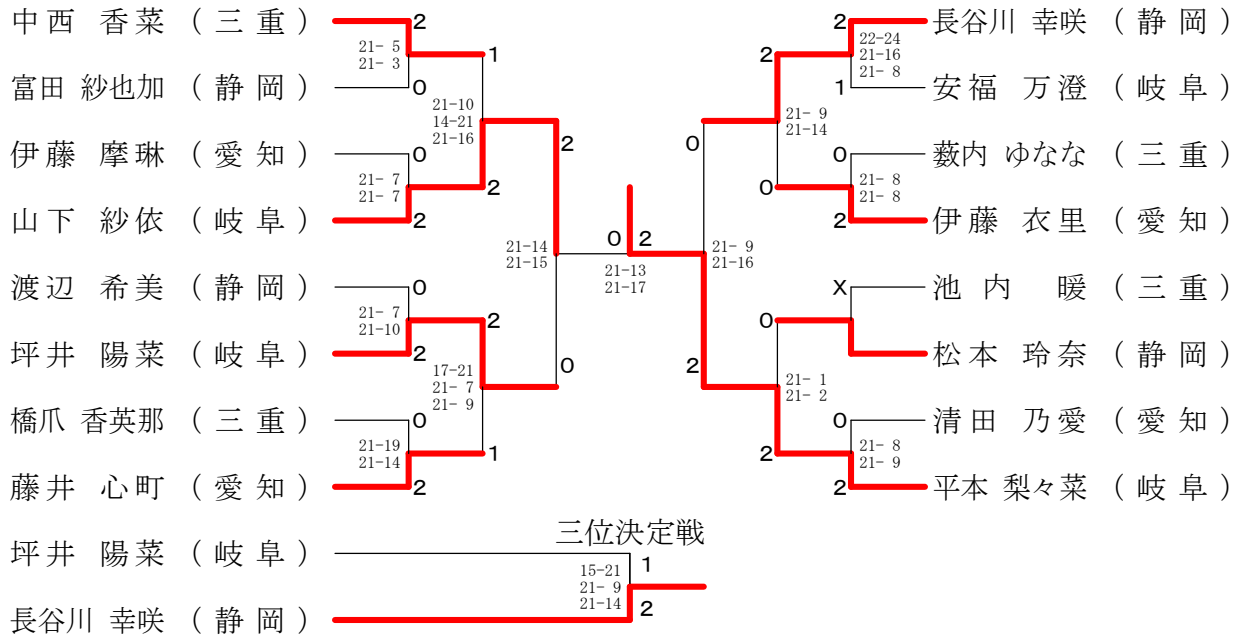 中西 香菜 ( 三 重 ) 2
21- 5
21- 3
1
富田 紗也加 ( 静 岡 ) 0
21-10
14-21
21-16
2
伊藤 摩琳 ( 愛 知 ) 0
21- 7
21- 7
2
山下 紗依 ( 岐 阜 ) 2
21-14
21-15
渡辺 希美 ( 静 岡 ) 0
21- 7
21-10
2
坪井 陽菜 ( 岐 阜 ) 2
17-21
21- 7
21- 9
0
橋爪 香英那 ( 三 重 ) 0
21-19
21-14
1
藤井 心町 ( 愛 知 ) 2
0 2
21-13
21-17
2 長谷川 幸咲 ( 静 岡 )
2
22-24
21-16
21- 8
1 安福 万澄 ( 岐 阜 )
0
21- 9
21-14
0 薮内 ゆなな ( 三 重 )
0
21- 8
21- 8
2 伊藤 衣里 ( 愛 知 )
21- 9
21-16
X 池内 暖 ( 三 重 )
0
松本 玲奈 ( 静 岡 )
2
21- 1
21- 2
0 清田 乃愛 ( 愛 知 )
2
21- 8
21- 9
2 平本 梨々菜 ( 岐 阜 )
三位決定戦
坪井 陽菜 ( 岐 阜 ) 1
15-21
21- 9
21-14
長谷川 幸咲 ( 静 岡 ) 2